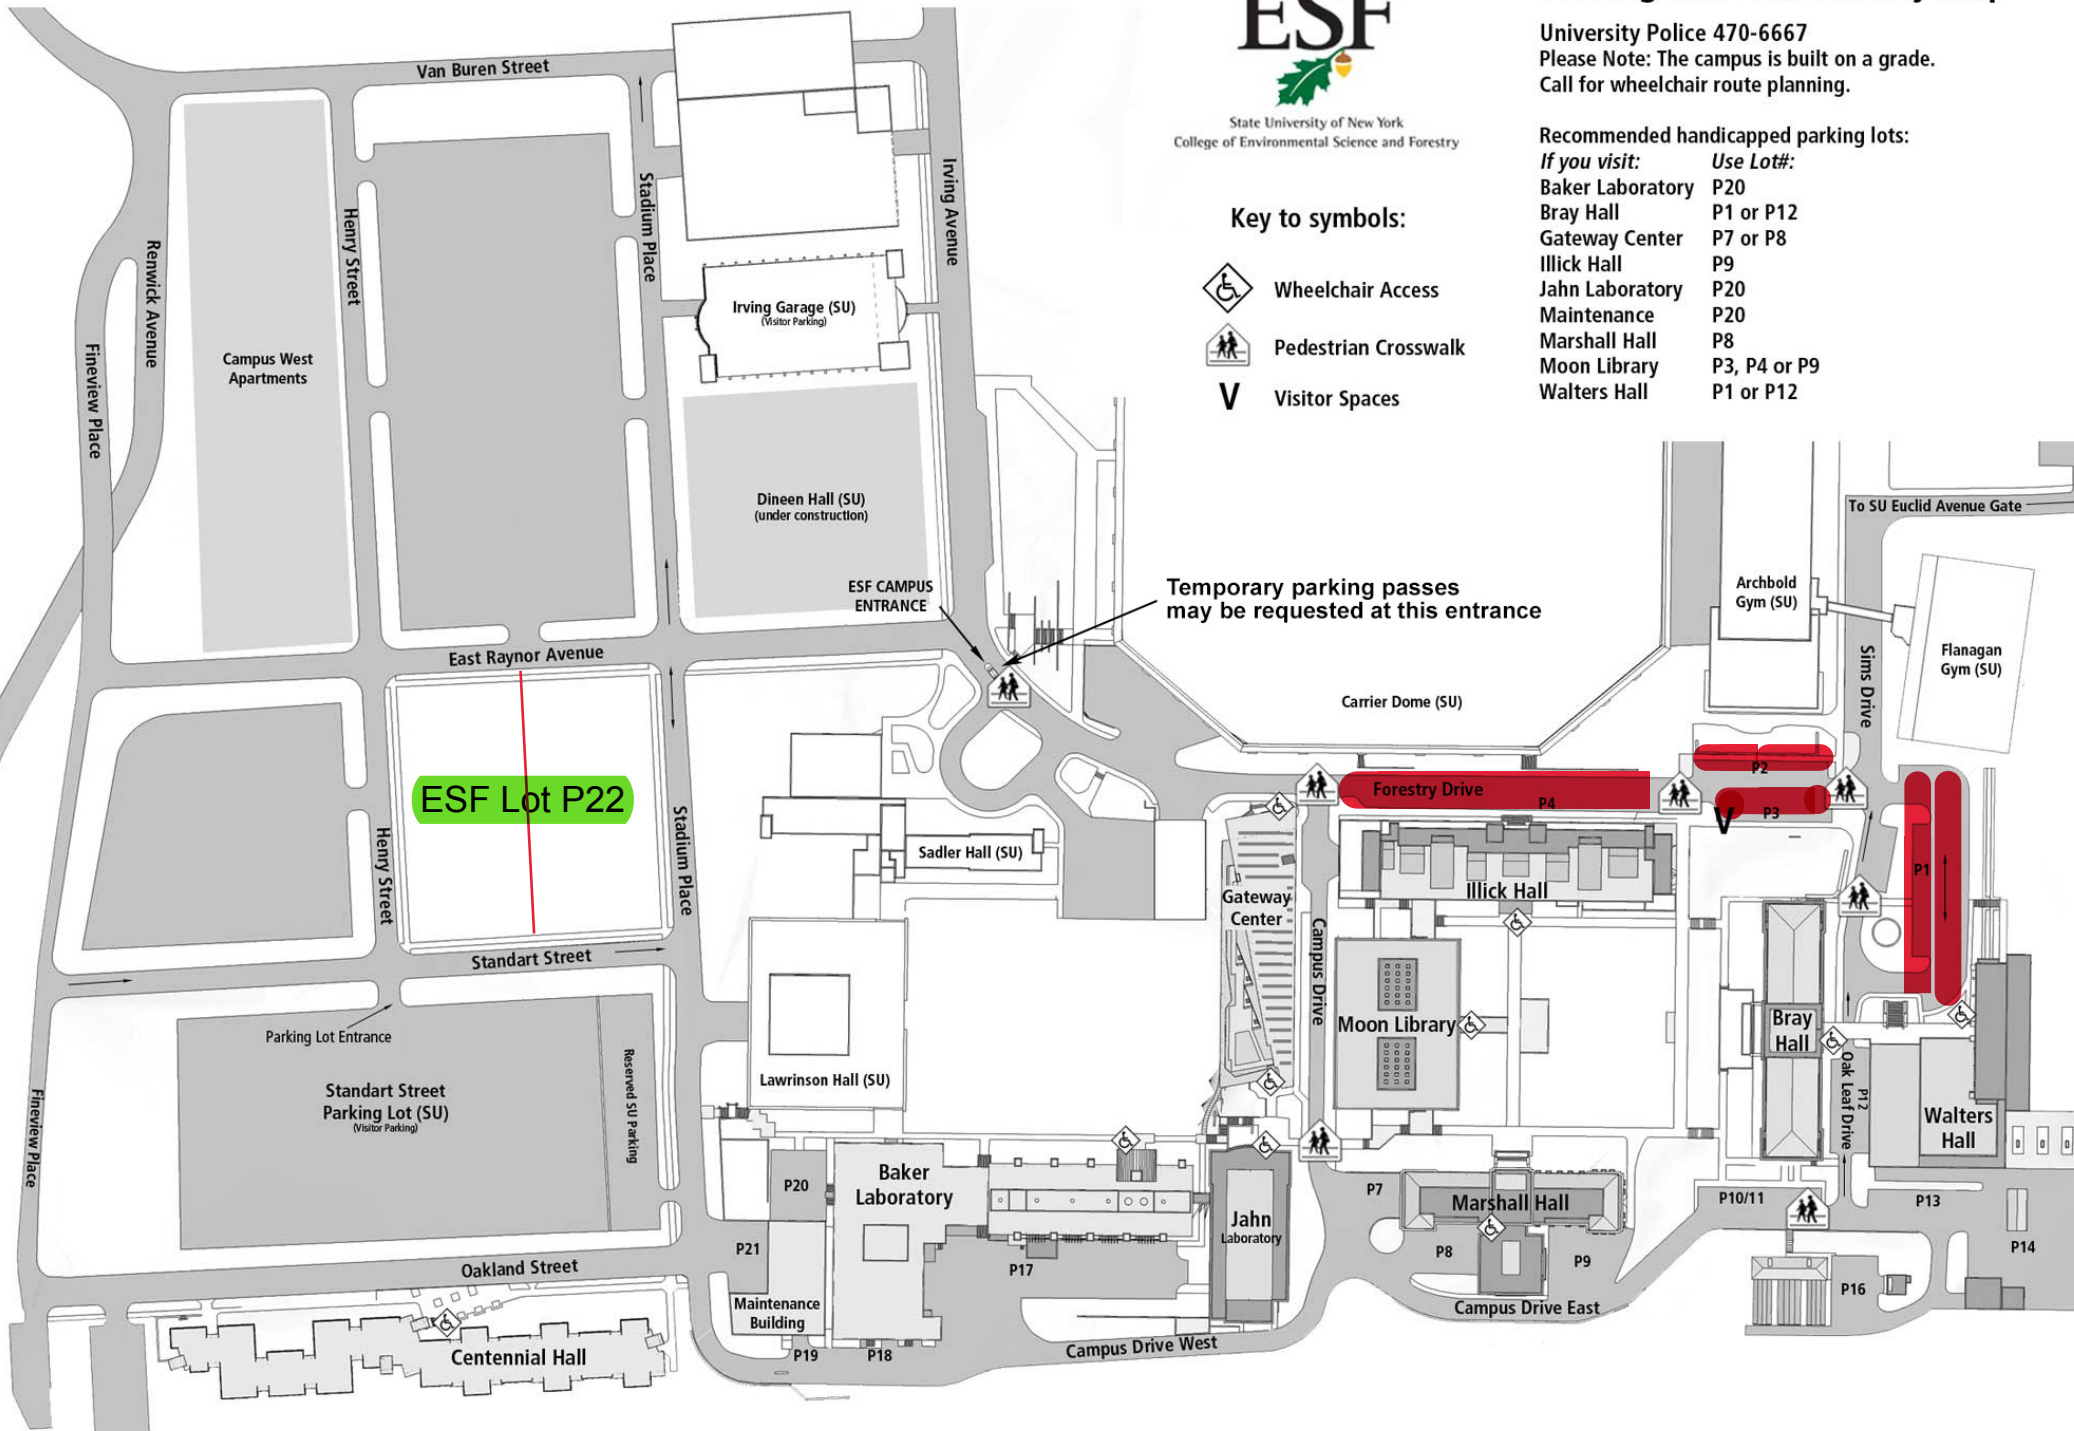 ESF
State University of New York
College of Environmental Science and Forestry
University Police 470-6667
Please Note: The campus is built on a grade.
Call for wheelchair route planning.
Recommended handicapped parking lots:
If you visit: Use Lot#:
Baker Laboratory P20
Bray Hall P1 or P12
Gateway Center P7 or P8
Illick Hall P9
Jahn Laboratory P20
Maintenance P20
Marshall Hall P8
Moon Library P3, P4 or P9
Walters Hall P1 or P12
Key to symbols:
Wheelchair Access
Pedestrian Crosswalk
V Visitor Spaces
Van Buren Street
Stadium Place
Irving Avenue
Henry Street
Renwick Avenue
Fineview Place
Irving Garage (SU)
(Visitor Parking)
Campus West
Apartments
Dineen Hall (SU)
(under construction)
To SU Euclid Avenue Gate
ESF CAMPUS
ENTRANCE
Temporary parking passes
may be requested at this entrance
Archbold
Gym (SU)
Flanagan
Gym (SU)
Sims Drive
East Raynor Avenue
Carrier Dome (SU)
ESF Lot P22
Henry Street
Stadium Place
Forestry Drive
P4
P2
P3
V
P1
Sadler Hall (SU)
Illick Hall
Gateway
Center
Campus Drive
Standart Street
Parking Lot Entrance
Moon Library
Bray
Hall
Oak Leaf Drive
P12
Walters
Hall
Lawrinson Hall (SU)
Standart Street
Parking Lot (SU)
(Visitor Parking)
Reserved SU Parking
Fineview Place
Baker
Laboratory
P20
P21
Jahn
Laboratory
P7
Marshall Hall
P8
P9
P10/11
P13
P14
P16
P17
Oakland Street
Maintenance
Building
P19
P18
Campus Drive West
Campus Drive East
Centennial Hall